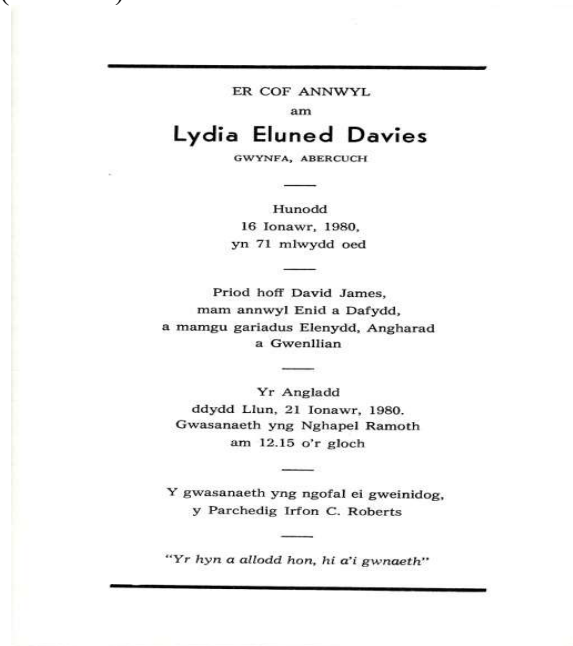 ER COF ANNWYL
am
Lydia Eluned Davies
GWYNFA, ABERCUCH
Hunodd
16 Ionawr, 1980,
yn 71 mlwydd oed
Priod hoff David James,
mam annwyl Enid a Dafydd,
a mamgu gariadus Elenydd, Angharad
a Gwenllian
Yr Angladd
ddydd Llun, 21 Ionawr, 1980.
Gwasanaeth yng Nghapel Ramoth
am 12.15 o'r gloch
Y gwasanaeth yng ngofal ei gweinidog,
y Parchedig Irfon C. Roberts
"Yr hyn a allodd hon, hi a'i gwnaeth"